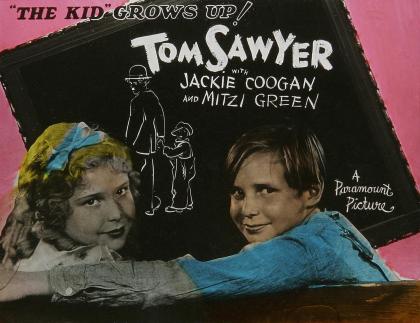 "THE KID" GROWS UP!
TOM SAWYER
WITH
JACKIE COOGAN
AND MITZI GREEN
A
Paramount
Picture